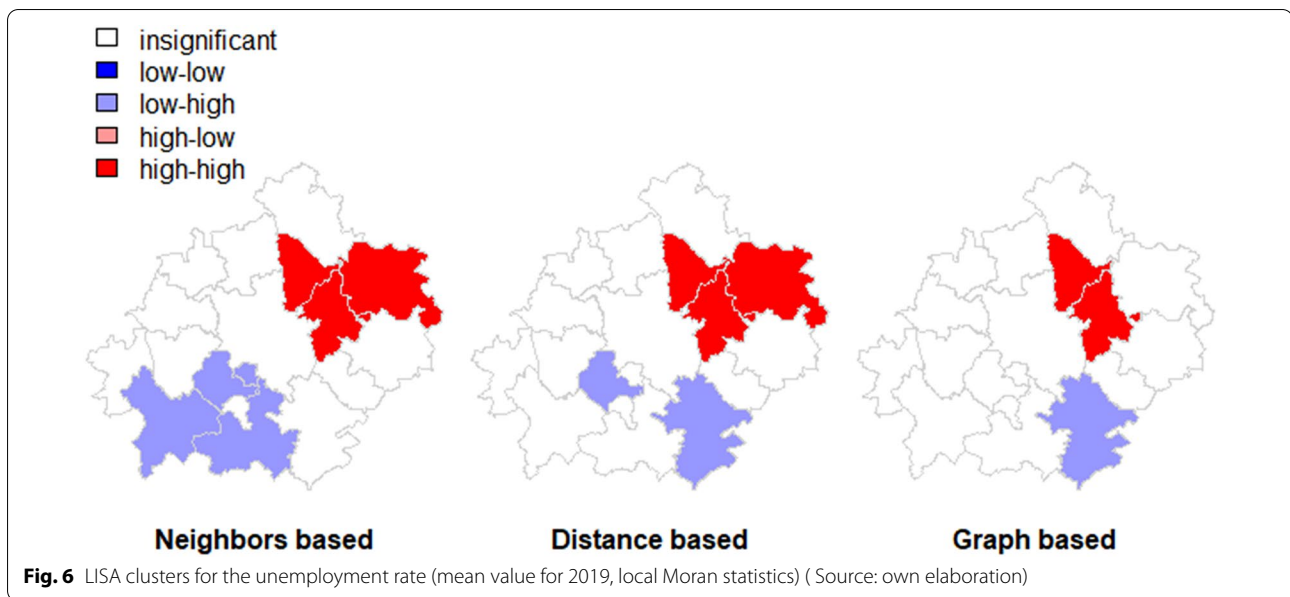 insignificant
low-low
low-high
high-low
high-high
Neighbors based
Distance based
Graph based
Fig. 6 LISA clusters for the unemployment rate (mean value for 2019, local Moran statistics) ( Source: own elaboration)